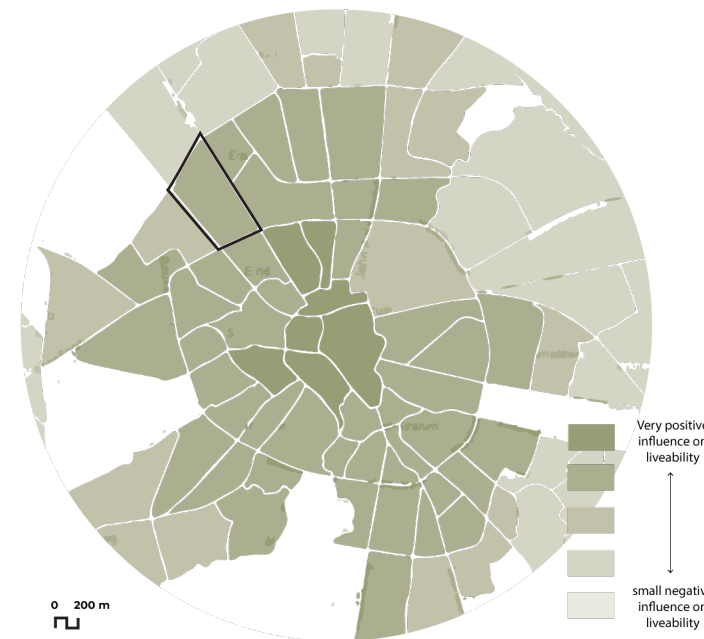 Very positive
influence on
liveability
small negative
influence on
liveability
0 200 m